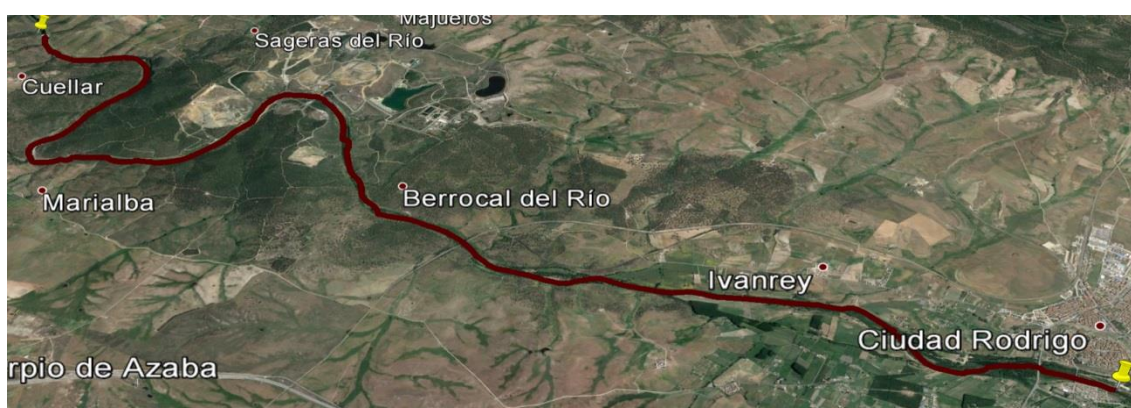 Majuelos
Sageras del Río
Cuellar
Marialba
Berrocal del Río
Ivanrey
Ciudad Rodrigo
rpio de Azaba